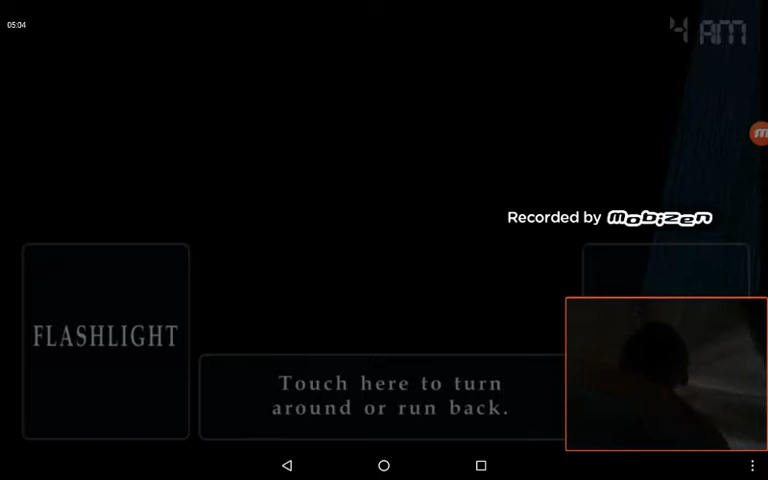 05:04
4 AM
Recorded by mobizen
FLASHLIGHT
Touch here to turn
around or run back.